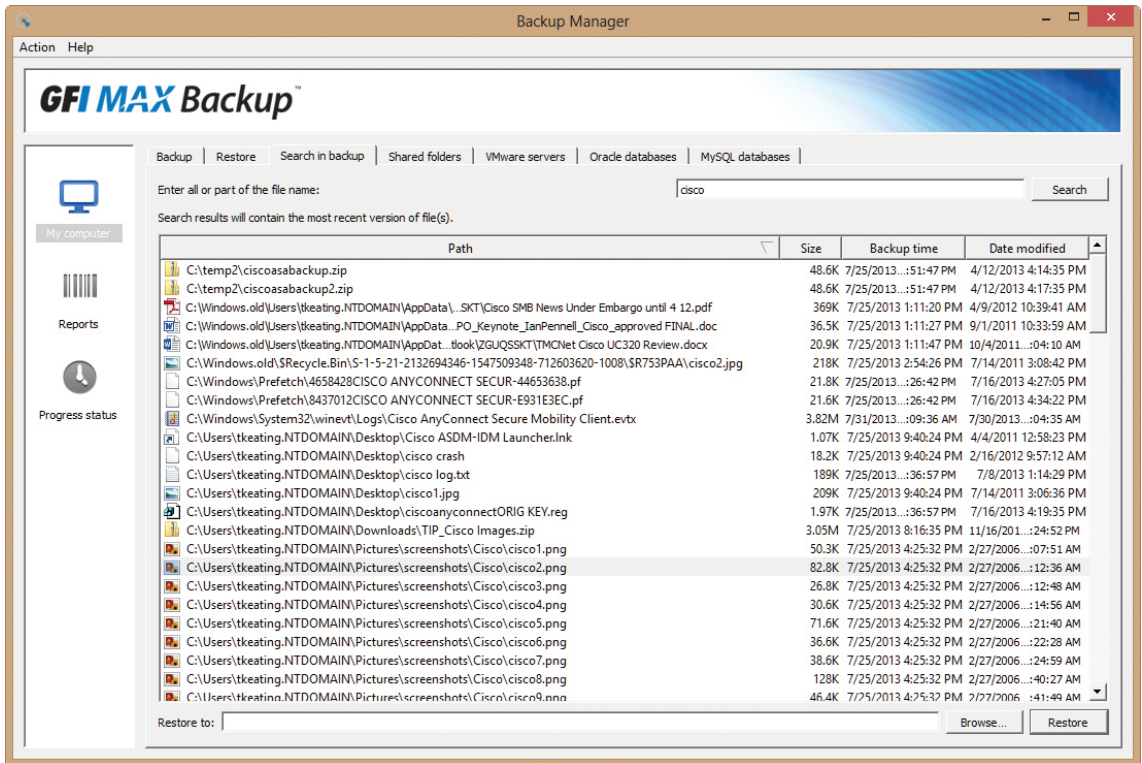 Backup Manager
Action Help
GFI MAX Backup™
Backup Restore Search in backup Shared folders VMware servers Oracle databases MySQL databases
My computer
Reports
Progress status
Enter all or part of the file name: cisco Search
Search results will contain the most recent version of file(s).
Path Size Backup time Date modified
C:\temp2\ciscoasabackup.zip 48.6K 7/25/2013...:51:47 PM 4/12/2013 4:14:35 PM
C:\temp2\ciscoasabackup2.zip 48.6K 7/25/2013...:51:47 PM 4/12/2013 4:17:35 PM
C:\Windows.old\Users\tkeating.NTDOMAIN\AppData\...SKT\Cisco SMB News Under Embargo until 4 12.pdf 369K 7/25/2013 1:11:20 PM 4/9/2012 10:39:41 AM
C:\Windows.old\Users\tkeating.NTDOMAIN\AppData...PO_Keynote_IanPennell_Cisco_approved FINAL.doc 36.5K 7/25/2013 1:11:27 PM 9/1/2011 10:33:59 AM
C:\Windows.old\Users\tkeating.NTDOMAIN\AppDat...tlook\ZGUQSSKT\TMCNet Cisco UC320 Review.docx 20.9K 7/25/2013 1:11:47 PM 10/4/2011...:04:10 AM
C:\Windows.old\$Recycle.Bin\S-1-5-21-2132694346-1547509348-712603620-1008\$R753PAA\cisco2.jpg 218K 7/25/2013 2:54:26 PM 7/14/2011 3:08:42 PM
C:\Windows\Prefetch\4658428CISCO ANYCONNECT SECUR-44653638.pf 21.8K 7/25/2013...:26:42 PM 7/16/2013 4:27:05 PM
C:\Windows\Prefetch\8437012CISCO ANYCONNECT SECUR-E931E3EC.pf 21.6K 7/25/2013...:26:42 PM 7/16/2013 4:34:22 PM
C:\Windows\System32\winevt\Logs\Cisco AnyConnect Secure Mobility Client.evtx 3.82M 7/31/2013...:09:36 AM 7/30/2013...:04:35 AM
C:\Users\tkeating.NTDOMAIN\Desktop\Cisco ASDM-IDM Launcher.lnk 1.07K 7/25/2013 9:40:24 PM 4/4/2011 12:58:23 PM
C:\Users\tkeating.NTDOMAIN\Desktop\cisco crash 18.2K 7/25/2013 9:40:24 PM 2/16/2012 9:57:12 AM
C:\Users\tkeating.NTDOMAIN\Desktop\cisco log.txt 189K 7/25/2013...:36:57 PM 7/8/2013 1:14:29 PM
C:\Users\tkeating.NTDOMAIN\Desktop\cisco1.jpg 209K 7/25/2013 9:40:24 PM 7/14/2011 3:06:36 PM
C:\Users\tkeating.NTDOMAIN\Desktop\ciscoanyconnectORIG KEY.reg 1.97K 7/25/2013...:36:57 PM 7/16/2013 4:19:35 PM
C:\Users\tkeating.NTDOMAIN\Downloads\TIP_Cisco Images.zip 3.05M 7/25/2013 8:16:35 PM 11/16/201...:24:52 PM
C:\Users\tkeating.NTDOMAIN\Pictures\screenshots\Cisco\cisco1.png 50.3K 7/25/2013 4:25:32 PM 2/27/2006...:07:51 AM
C:\Users\tkeating.NTDOMAIN\Pictures\screenshots\Cisco\cisco2.png 82.8K 7/25/2013 4:25:32 PM 2/27/2006...:12:36 AM
C:\Users\tkeating.NTDOMAIN\Pictures\screenshots\Cisco\cisco3.png 26.8K 7/25/2013 4:25:32 PM 2/27/2006...:12:48 AM
C:\Users\tkeating.NTDOMAIN\Pictures\screenshots\Cisco\cisco4.png 30.6K 7/25/2013 4:25:32 PM 2/27/2006...:14:56 AM
C:\Users\tkeating.NTDOMAIN\Pictures\screenshots\Cisco\cisco5.png 71.6K 7/25/2013 4:25:32 PM 2/27/2006...:21:40 AM
C:\Users\tkeating.NTDOMAIN\Pictures\screenshots\Cisco\cisco6.png 36.6K 7/25/2013 4:25:32 PM 2/27/2006...:22:28 AM
C:\Users\tkeating.NTDOMAIN\Pictures\screenshots\Cisco\cisco7.png 38.6K 7/25/2013 4:25:32 PM 2/27/2006...:24:59 AM
C:\Users\tkeating.NTDOMAIN\Pictures\screenshots\Cisco\cisco8.png 128K 7/25/2013 4:25:32 PM 2/27/2006...:40:27 AM
C:\Users\tkeating.NTDOMAIN\Pictures\screenshots\Cisco\cisco9.png 46.4K 7/25/2013 4:25:32 PM 2/27/2006...:41:49 AM
Restore to: Browse... Restore